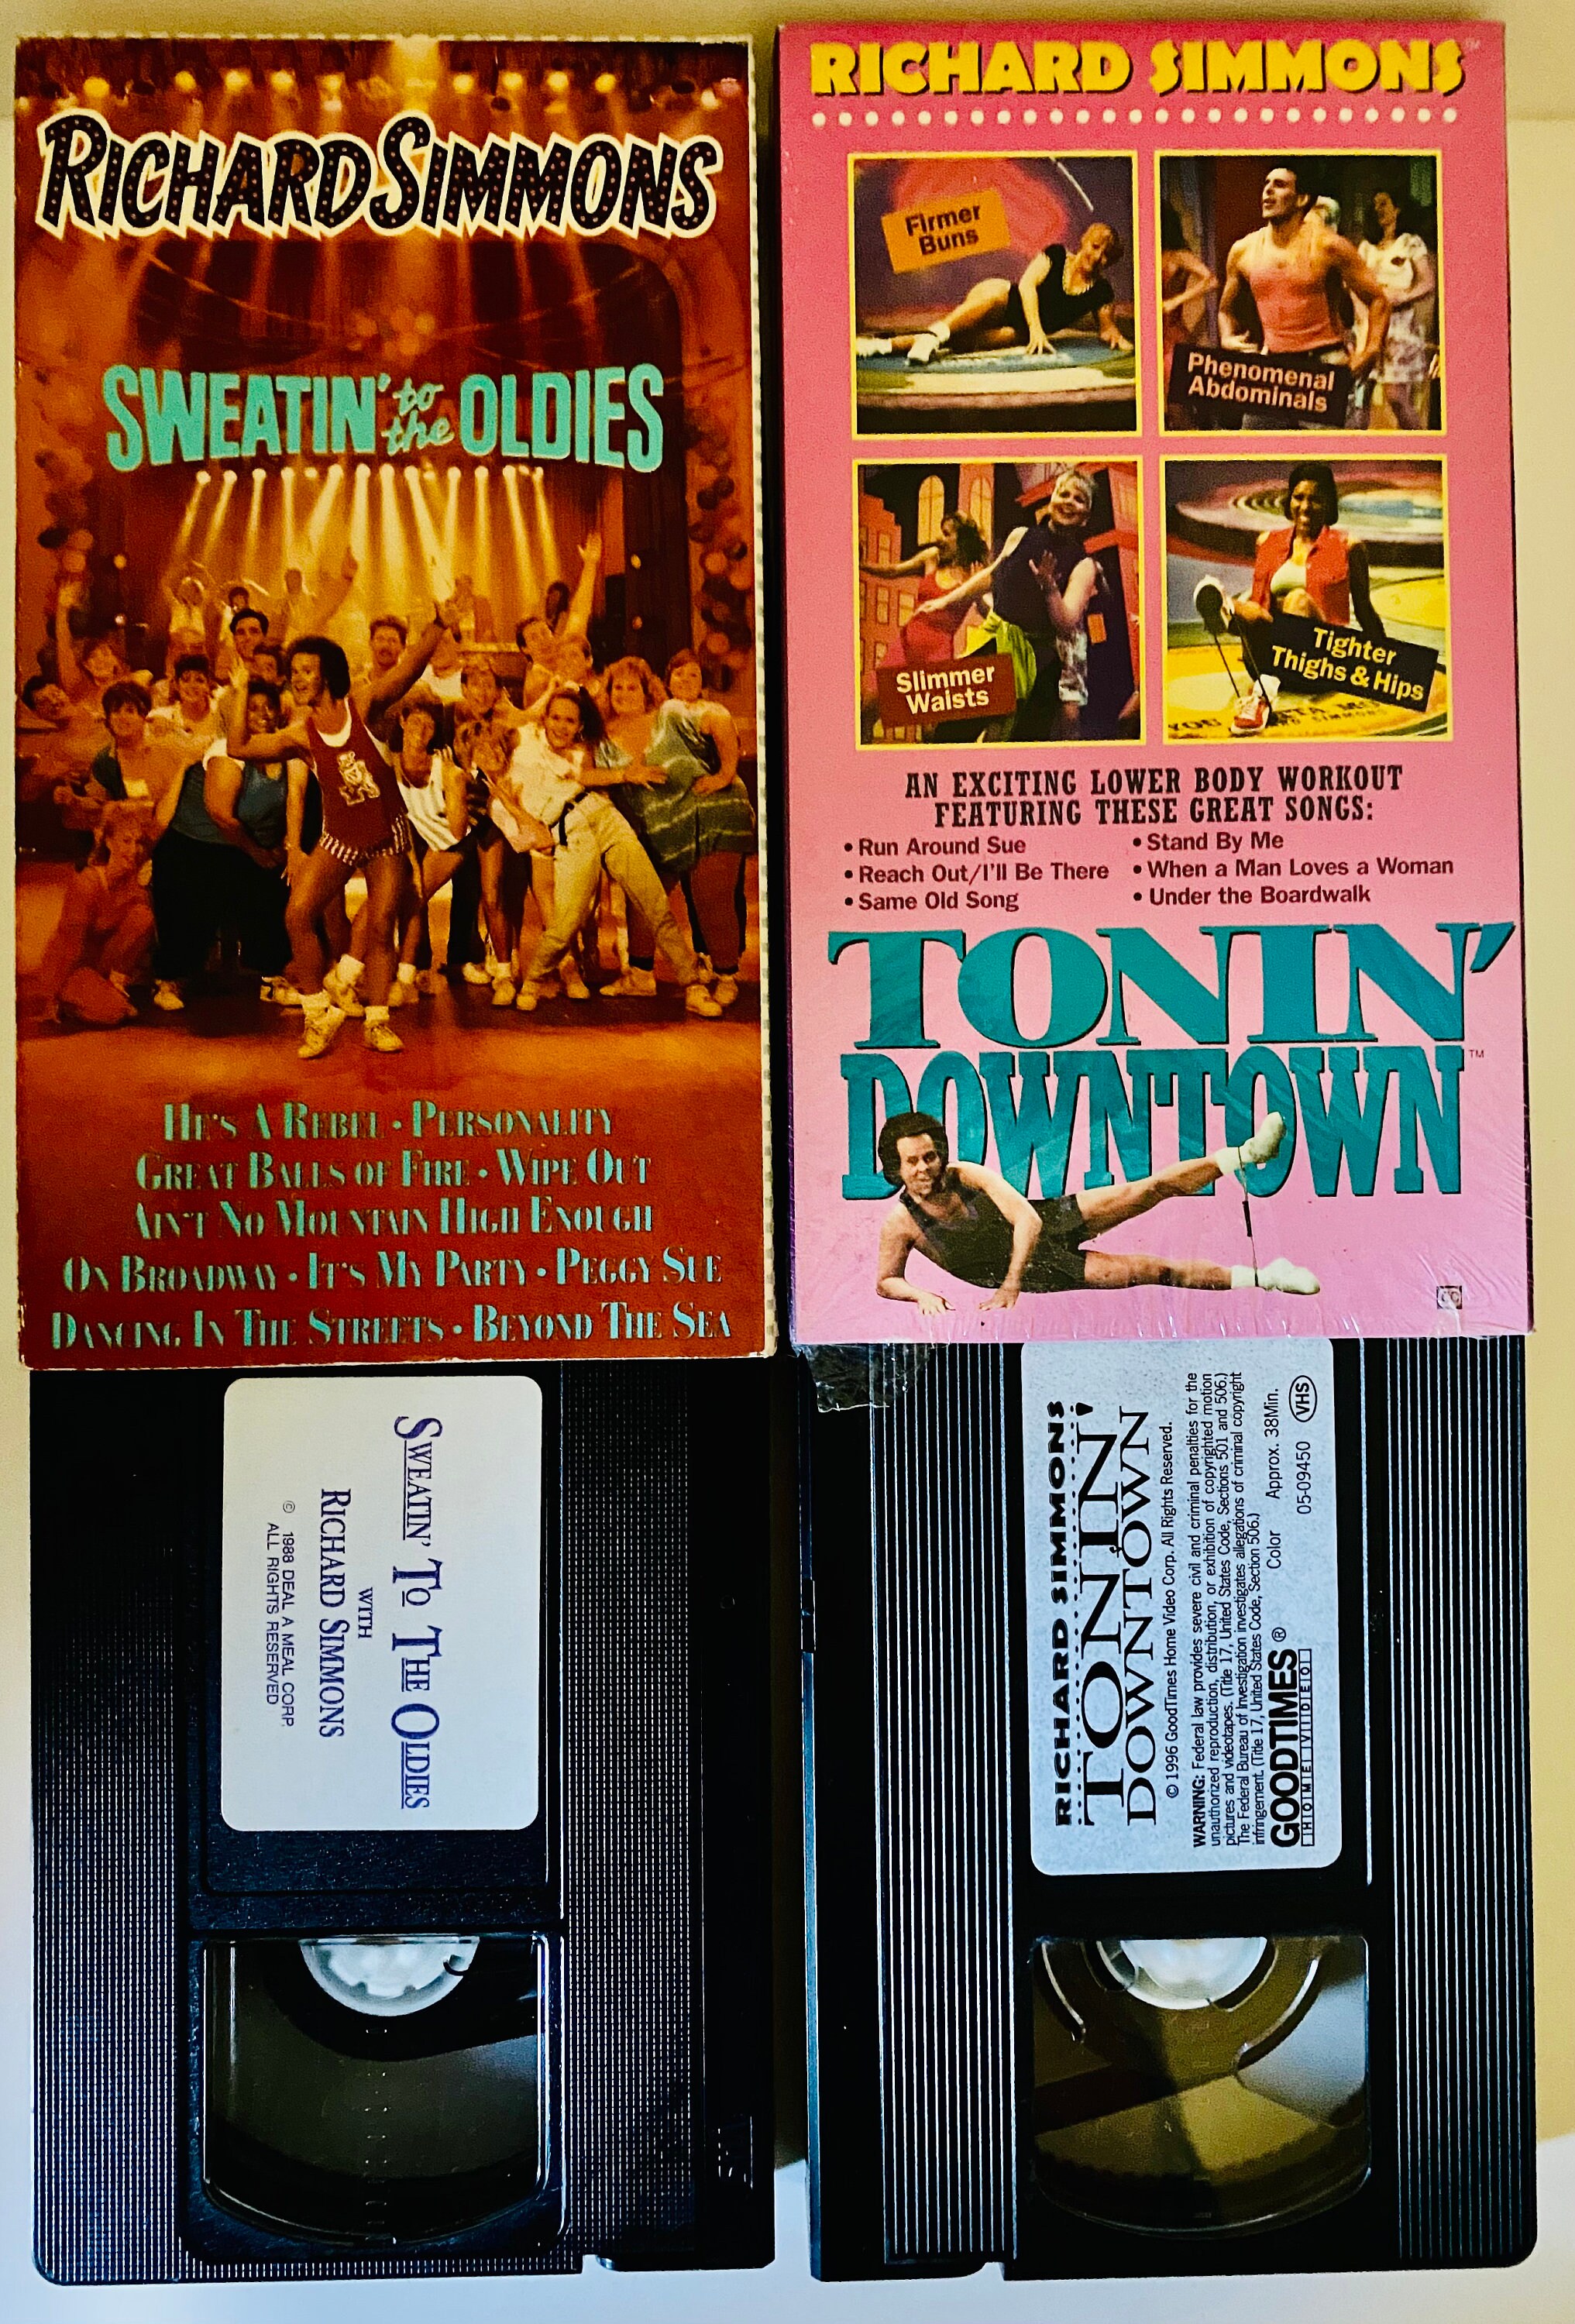 RICHARD SIMMONS
SWEATIN' to the OLDIES
HE'S A REBEL • PERSONALITY
GREAT BALLS OF FIRE • WIPE OUT
AIN'T NO MOUNTAIN HIGH ENOUGH
ON BROADWAY • IT'S MY PARTY • PEGGY SUE
DANCING IN THE STREETS • BEYOND THE SEA
RICHARD SIMMONS
Firmer
Buns
Phenomenal
Abdominals
Slimmer
Waists
Tighter
Thighs & Hips
YOU
AN EXCITING LOWER BODY WORKOUT
FEATURING THESE GREAT SONGS:
• Run Around Sue
• Reach Out/I'll Be There
• Same Old Song
• Stand By Me
• When a Man Loves a Woman
• Under the Boardwalk
TONIN'
DOWNTOWN™
CC
SWEATIN' TO THE OLDIES
WITH
RICHARD SIMMONS
© 1988 DEAL A MEAL CORP.
ALL RIGHTS RESERVED
RICHARD SIMMONS
TONIN'
DOWNTOWN
© 1996 GoodTimes Home Video Corp. All Rights Reserved.
WARNING: Federal law provides severe civil and criminal penalties for the
unauthorized reproduction, distribution, or exhibition of copyrighted motion
pictures and videotapes. (Title 17, United States Code, Sections 501 and 506.)
The Federal Bureau of Investigation investigates allegations of criminal copyright
infringement. (Title 17, United States Code, Section 506.)
Color Approx. 38Min.
GOODTIMES®
HOME VIDEO
05-09450 VHS